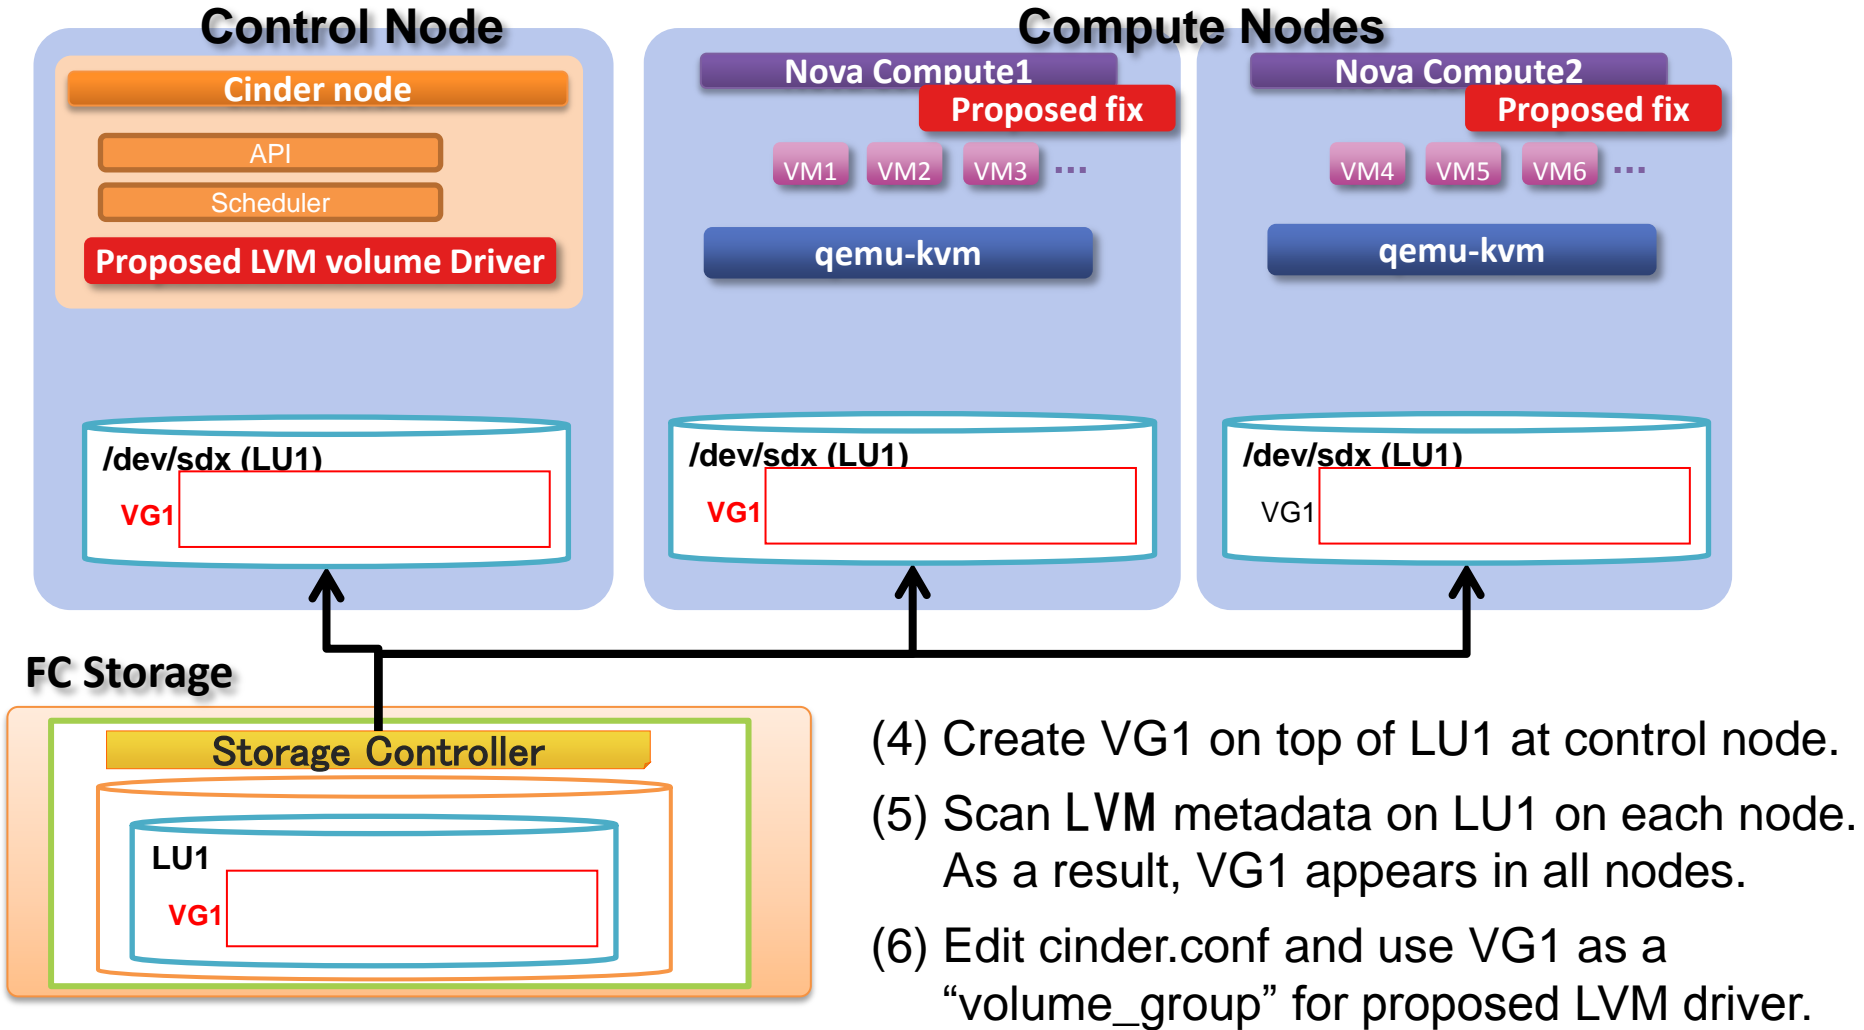 Control Node
Compute Nodes
Cinder node
API
Scheduler
Proposed LVM volume Driver
/dev/sdx (LU1)
VG1
Nova Compute1
Proposed fix
VM1 VM2 VM3 ...
qemu-kvm
/dev/sdx (LU1)
VG1
Nova Compute2
Proposed fix
VM4 VM5 VM6 ...
qemu-kvm
/dev/sdx (LU1)
VG1
FC Storage
Storage Controller
LU1
VG1
(4) Create VG1 on top of LU1 at control node.
(5) Scan LVM metadata on LU1 on each node.
As a result, VG1 appears in all nodes.
(6) Edit cinder.conf and use VG1 as a
“volume_group” for proposed LVM driver.